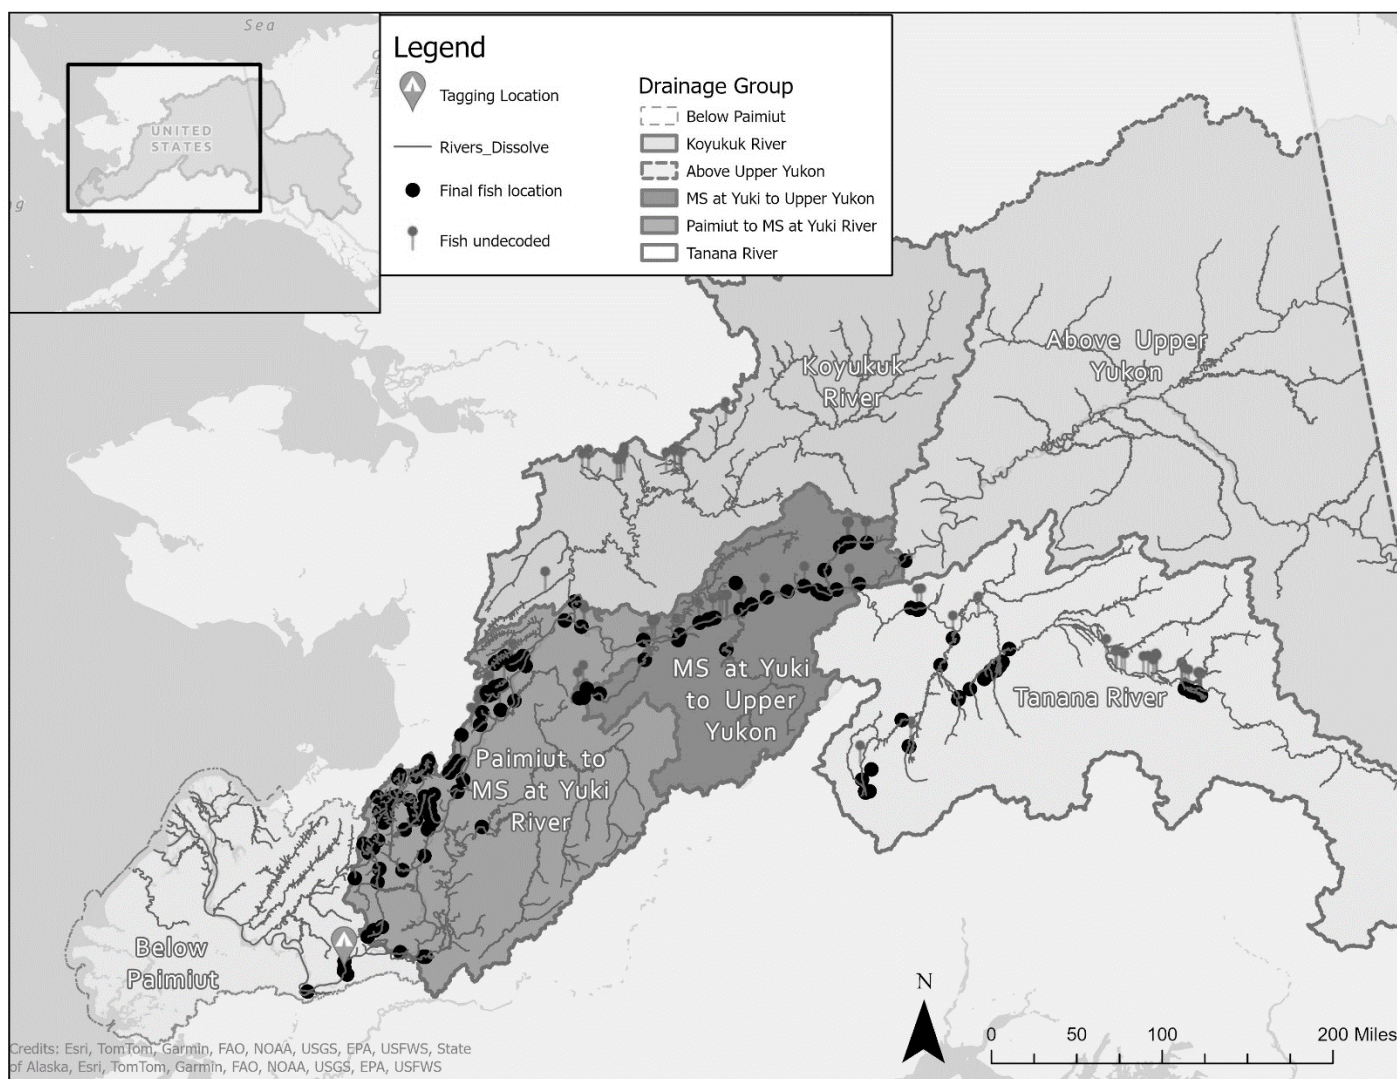 Sea
UNITED
STATES
ng
Legend
Tagging Location
Rivers_Dissolve
Final fish location
Fish undecoded
Drainage Group
Below Paimiut
Koyukuk River
Above Upper Yukon
MS at Yuki to Upper Yukon
Paimiut to MS at Yuki River
Tanana River
Koyukuk
River
Above Upper
Yukon
MS at Yuki
to Upper
Yukon
Tanana River
Paimiut to
MS at Yuki
River
Below
Paimiut
N
0 50 100 200 Miles
Credits: Esri, TomTom, Garmin, FAO, NOAA, USGS, EPA, USFWS, State
of Alaska, Esri, TomTom, Garmin, FAO, NOAA, USGS, EPA, USFWS